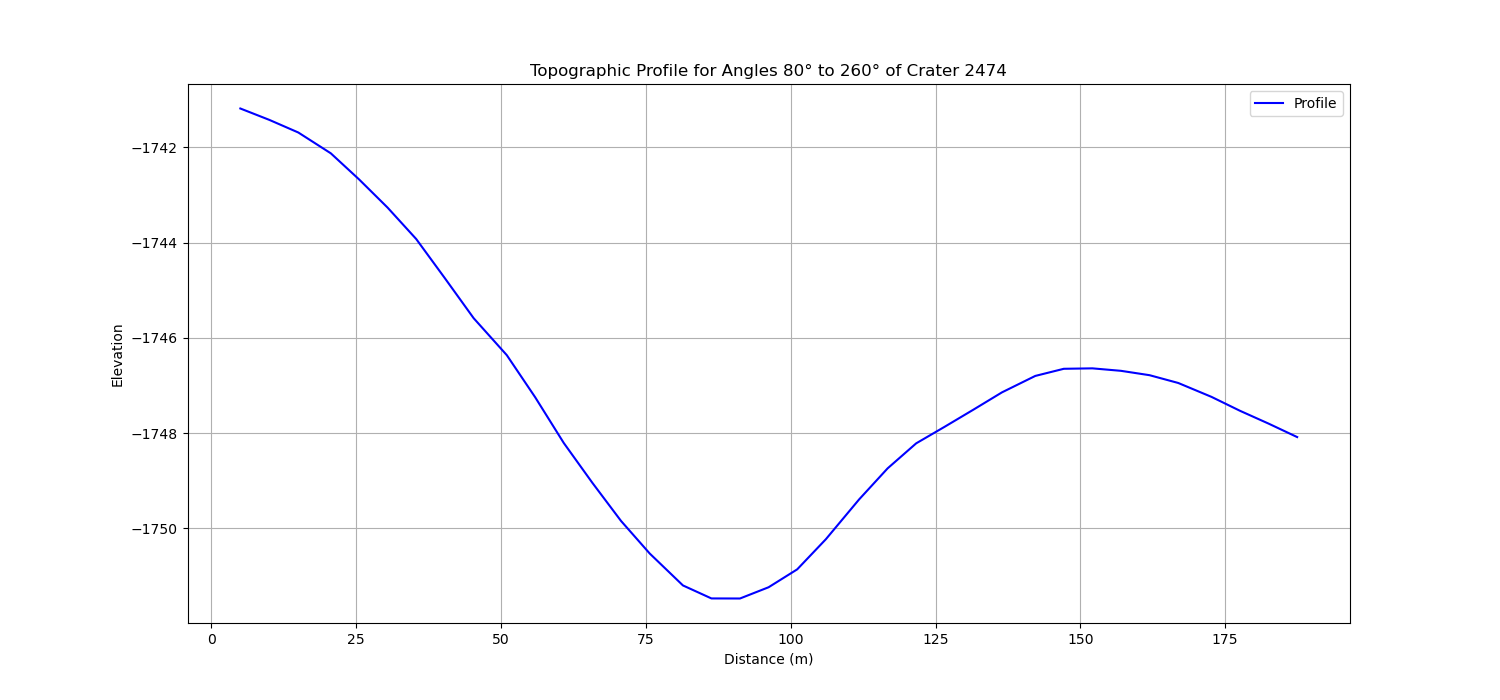 Topographic Profile for Angles 80° to 260° of Crater 2474
Profile
−1742
−1744
−1746
−1748
−1750
Elevation
0 25 50 75 100 125 150 175
Distance (m)